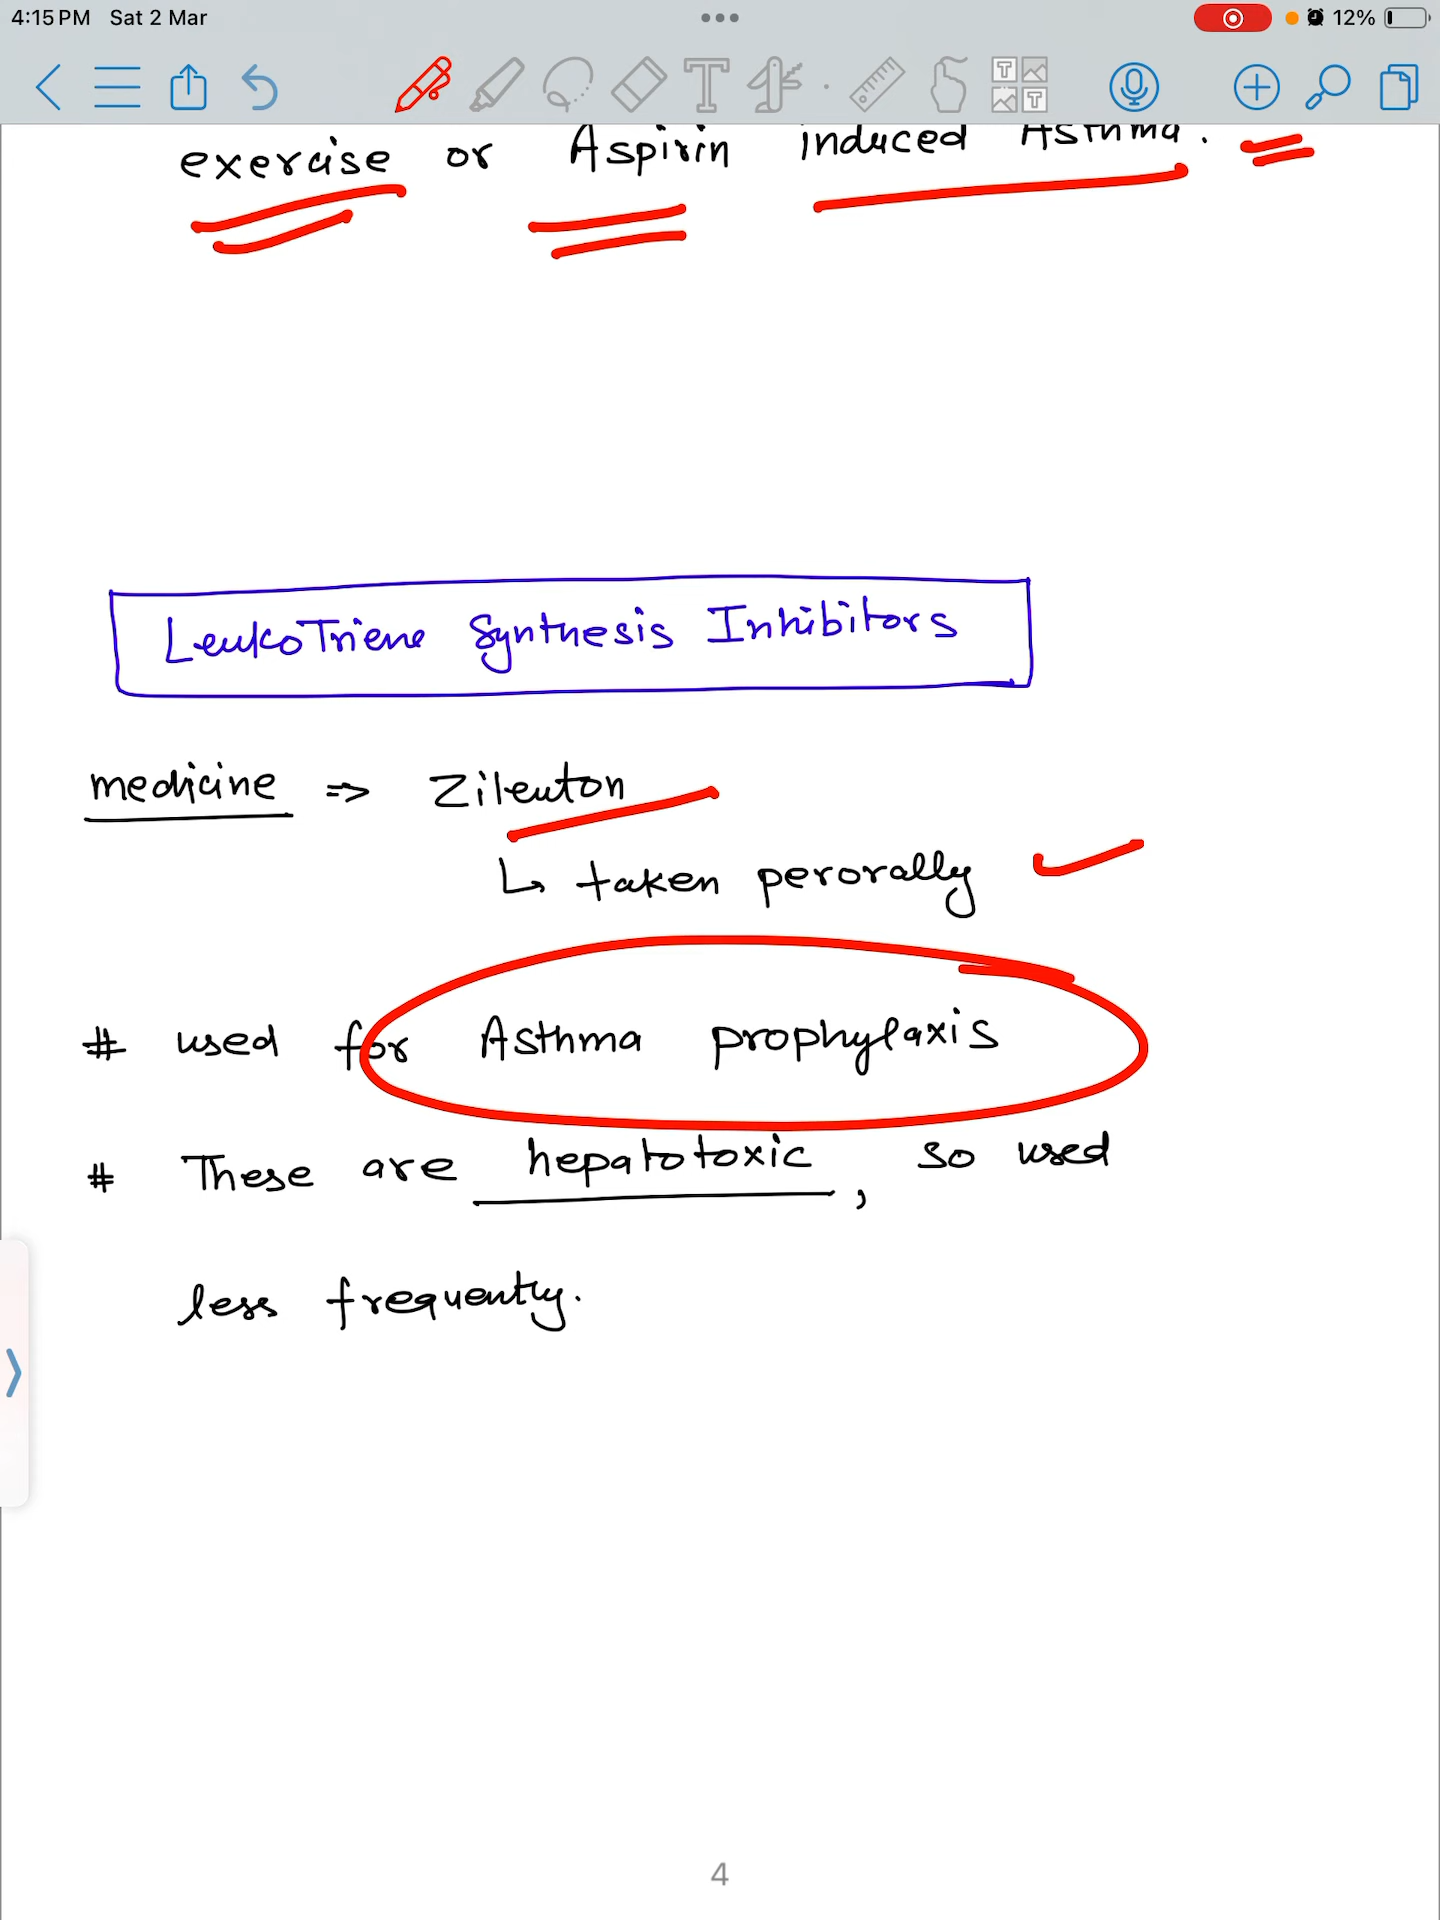 4:15 PM Sat 2 Mar
12%
exercise or Aspirin induced Asthma.
LeukoTriene Synthesis Inhibitors
medicine => Zileuton
↳ taken perorally
# used for Asthma prophylaxis
# These are hepatotoxic, so used
less frequently.
4